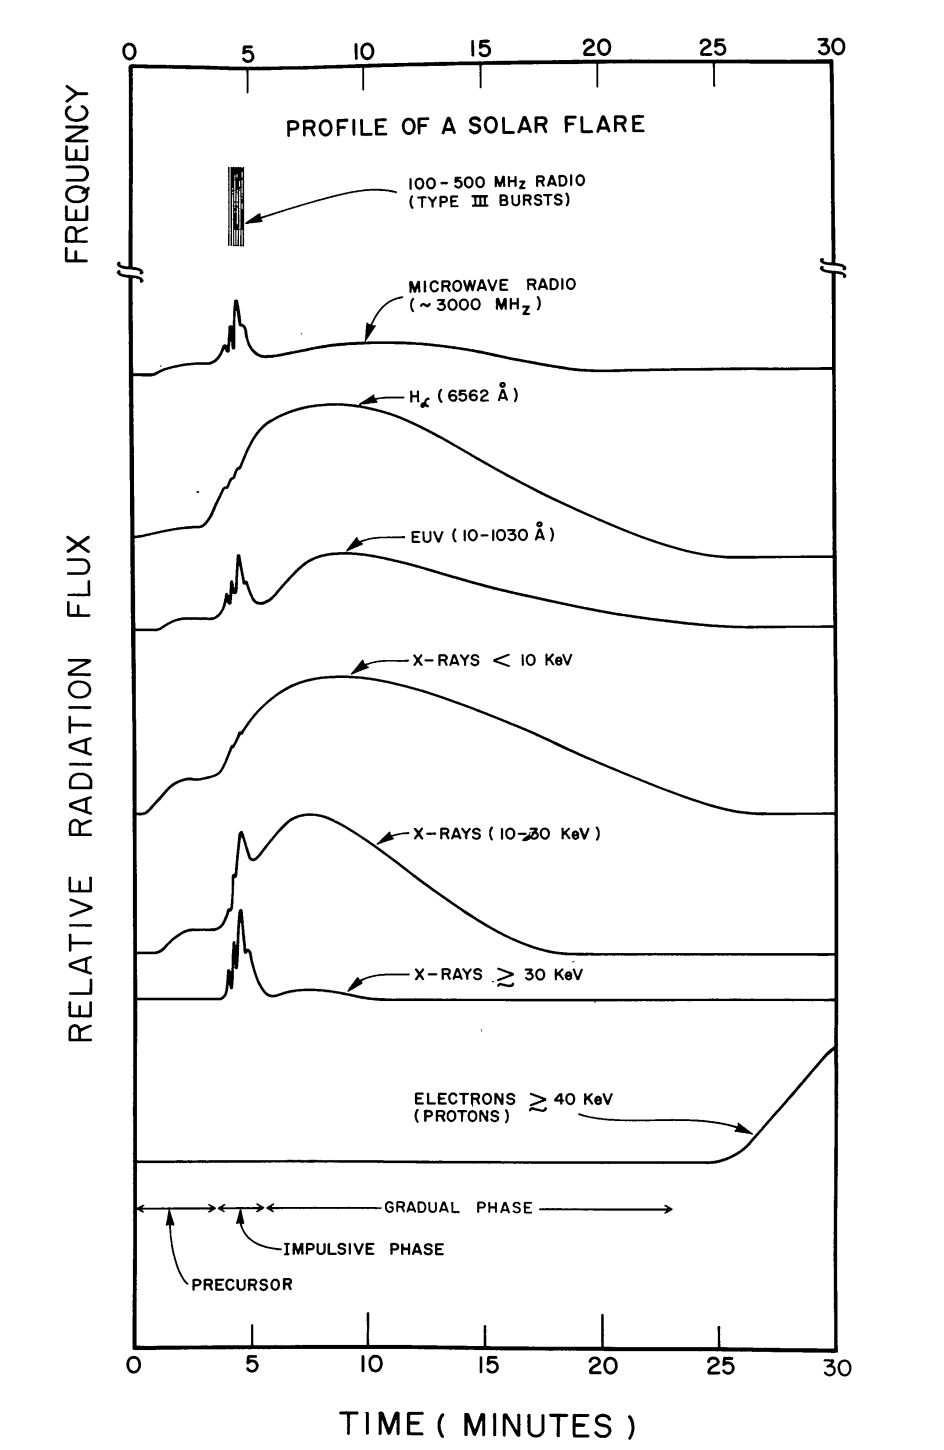 0 5 10 15 20 25 30
PROFILE OF A SOLAR FLARE
FREQUENCY
100-500 MHz RADIO
(TYPE III BURSTS)
MICROWAVE RADIO
(~3000 MHz)
Hα (6562 Å)
EUV (10-1030 Å)
X-RAYS < 10 KeV
X-RAYS (10-30 KeV)
X-RAYS ≳ 30 KeV
RELATIVE RADIATION FLUX
ELECTRONS ≳ 40 KeV
(PROTONS)
GRADUAL PHASE
IMPULSIVE PHASE
PRECURSOR
0 5 10 15 20 25 30
TIME (MINUTES)